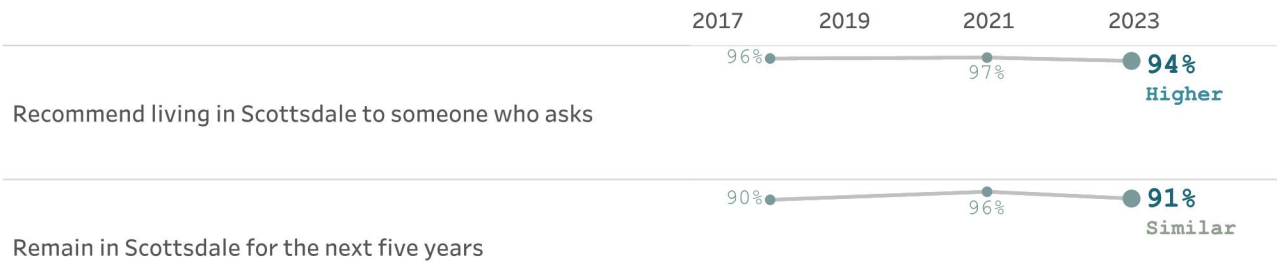 2017 2019 2021 2023
96%
97%
94%
Higher
Recommend living in Scottsdale to someone who asks
90%
96%
91%
Similar
Remain in Scottsdale for the next five years